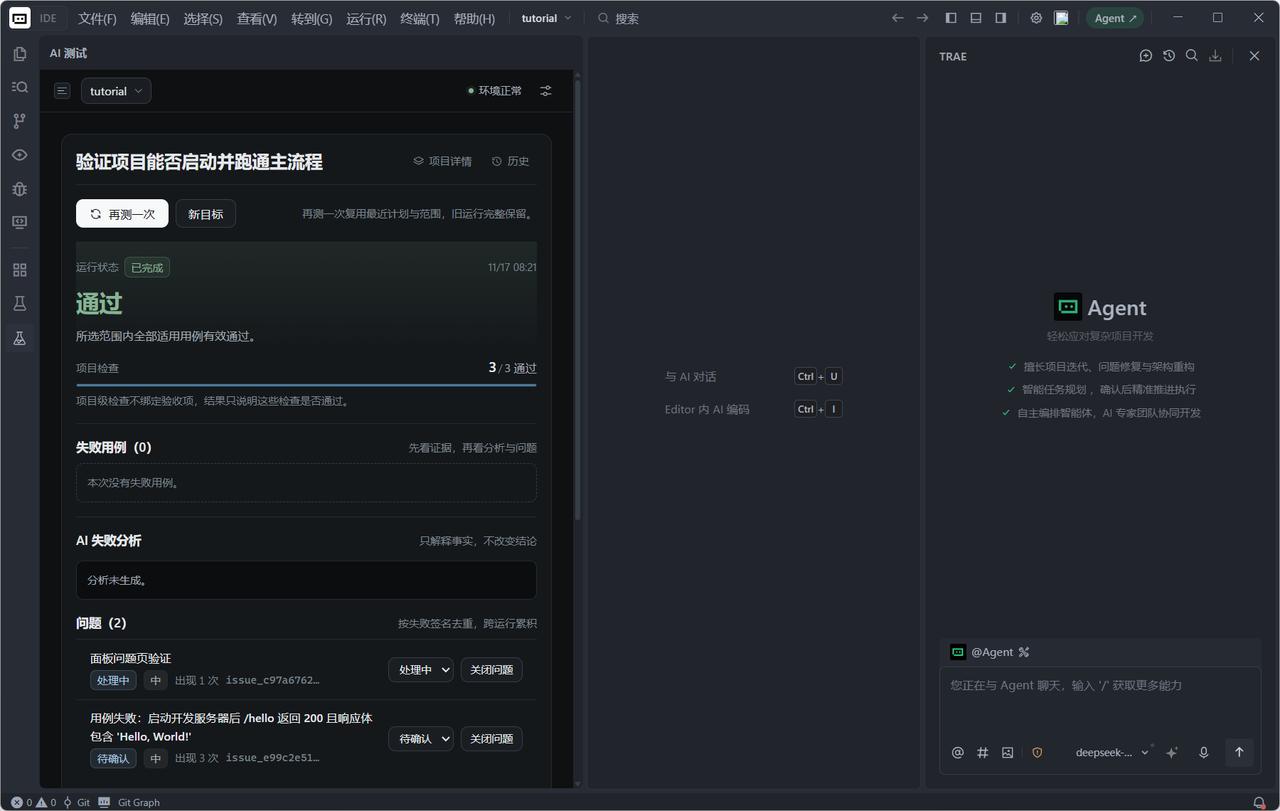 IDE 文件(F) 编辑(E) 选择(S) 查看(V) 转到(G) 运行(R) 终端(T) 帮助(H) tutorial 搜索 Agent ↗
AI 测试
tutorial 环境正常
验证项目能否启动并跑通主流程 项目详情 历史
再测一次 新目标 再测一次复用最近计划与范围，旧运行完整保留。
运行状态 已完成 11/17 08:21
通过
所选范围内全部适用用例有效通过。
项目检查 3 / 3 通过
项目级检查不绑定验收项，结果只说明这些检查是否通过。
失败用例（0） 先看证据，再看分析与问题
本次没有失败用例。
AI 失败分析 只解释事实，不改变结论
分析未生成。
问题（2） 按失败签名去重，跨运行累积
面板问题页验证
处理中 中 出现 1 次 issue_c97a6762…
处理中 关闭问题
用例失败：启动开发服务器后 /hello 返回 200 且响应体
包含 'Hello, World!'
待确认 中 出现 3 次 issue_e99c2e51…
待确认 关闭问题
与 AI 对话 Ctrl + U
Editor 内 AI 编码 Ctrl + I
TRAE
Agent
轻松应对复杂项目开发
擅长项目迭代、问题修复与架构重构
智能任务规划，确认后精准推进执行
自主编排智能体，AI 专家团队协同开发
@Agent
您正在与 Agent 聊天，输入 '/' 获取更多能力
deepseek-...
0 0 Git Git Graph